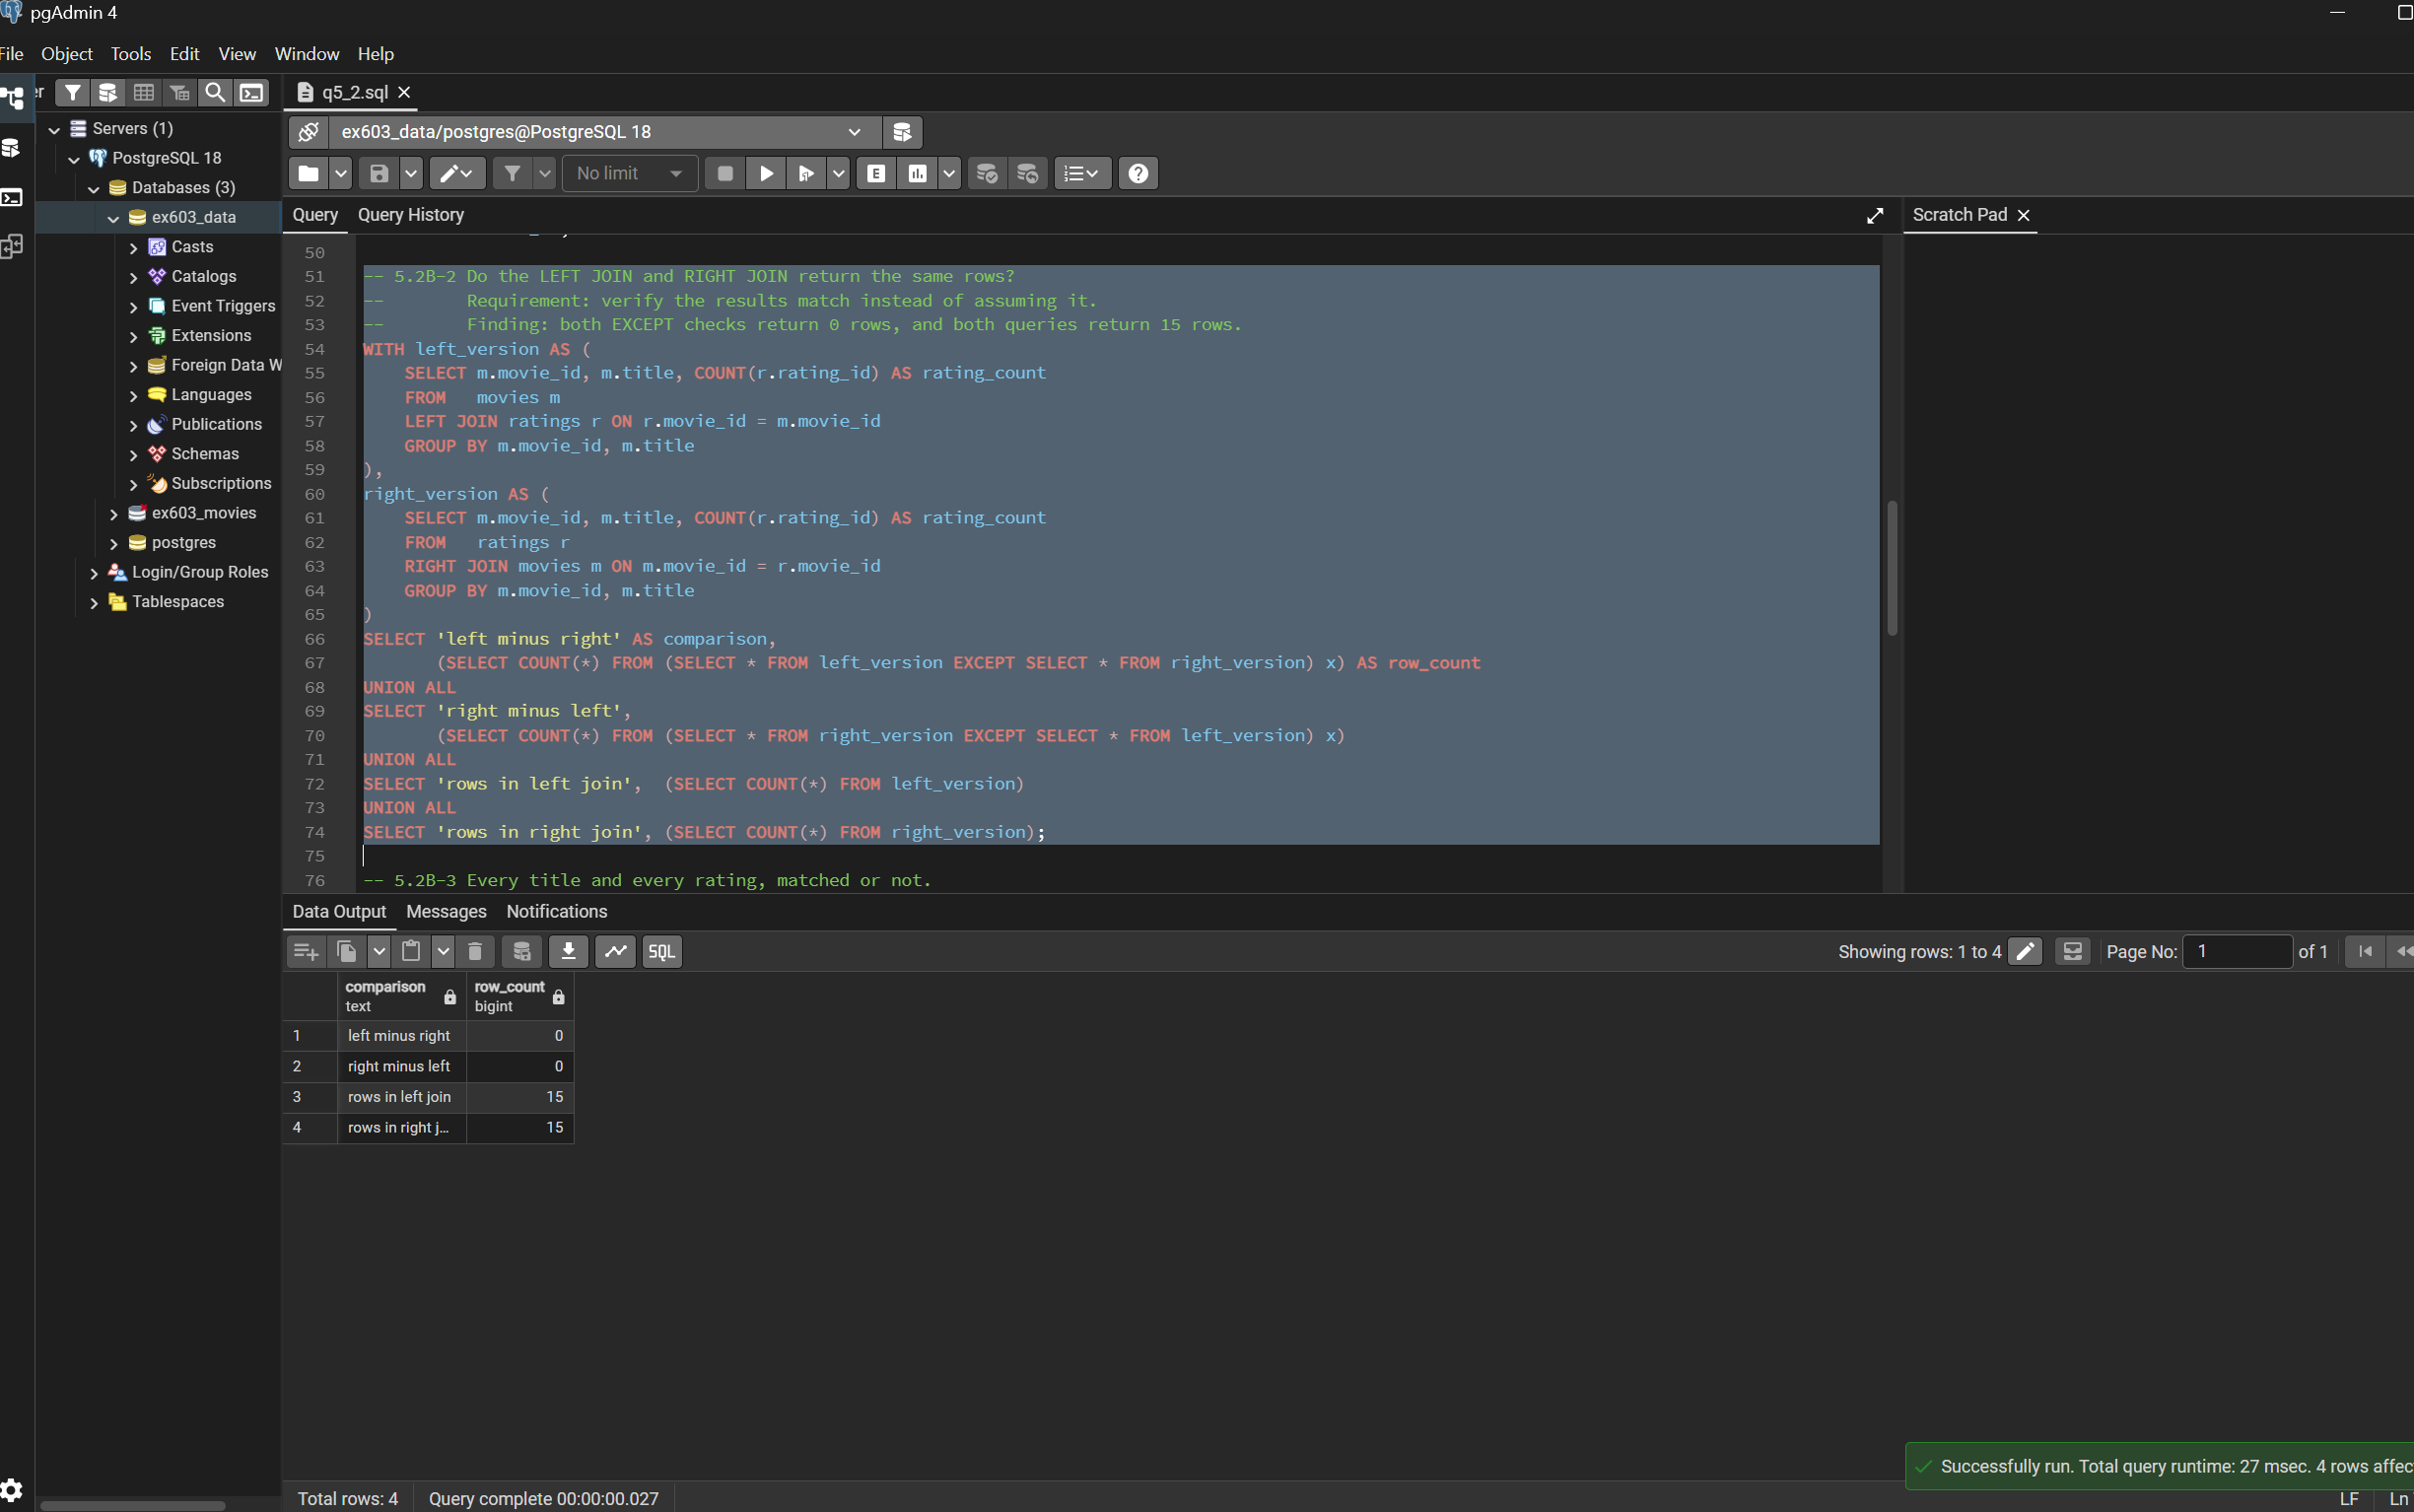 pgAdmin 4
File Object Tools Edit View Window Help
er
q5_2.sql
Servers (1)
PostgreSQL 18
Databases (3)
ex603_data
Casts
Catalogs
Event Triggers
Extensions
Foreign Data W
Languages
Publications
Schemas
Subscriptions
ex603_movies
postgres
Login/Group Roles
Tablespaces
ex603_data/postgres@PostgreSQL 18
No limit
E
Query Query History
Scratch Pad
50
51 -- 5.2B-2 Do the LEFT JOIN and RIGHT JOIN return the same rows?
52 --        Requirement: verify the results match instead of assuming it.
53 --        Finding: both EXCEPT checks return 0 rows, and both queries return 15 rows.
54 WITH left_version AS (
55     SELECT m.movie_id, m.title, COUNT(r.rating_id) AS rating_count
56     FROM   movies m
57     LEFT JOIN ratings r ON r.movie_id = m.movie_id
58     GROUP BY m.movie_id, m.title
59 ),
60 right_version AS (
61     SELECT m.movie_id, m.title, COUNT(r.rating_id) AS rating_count
62     FROM   ratings r
63     RIGHT JOIN movies m ON m.movie_id = r.movie_id
64     GROUP BY m.movie_id, m.title
65 )
66 SELECT 'left minus right' AS comparison,
67        (SELECT COUNT(*) FROM (SELECT * FROM left_version EXCEPT SELECT * FROM right_version) x) AS row_count
68 UNION ALL
69 SELECT 'right minus left',
70        (SELECT COUNT(*) FROM (SELECT * FROM right_version EXCEPT SELECT * FROM left_version) x)
71 UNION ALL
72 SELECT 'rows in left join',  (SELECT COUNT(*) FROM left_version)
73 UNION ALL
74 SELECT 'rows in right join', (SELECT COUNT(*) FROM right_version);
75
76 -- 5.2B-3 Every title and every rating, matched or not.
Data Output Messages Notifications
SQL
Showing rows: 1 to 4 Page No: 1 of 1
comparison row_count
text bigint
1 left minus right 0
2 right minus left 0
3 rows in left join 15
4 rows in right j... 15
Successfully run. Total query runtime: 27 msec. 4 rows affec
Total rows: 4 Query complete 00:00:00.027 LF Ln